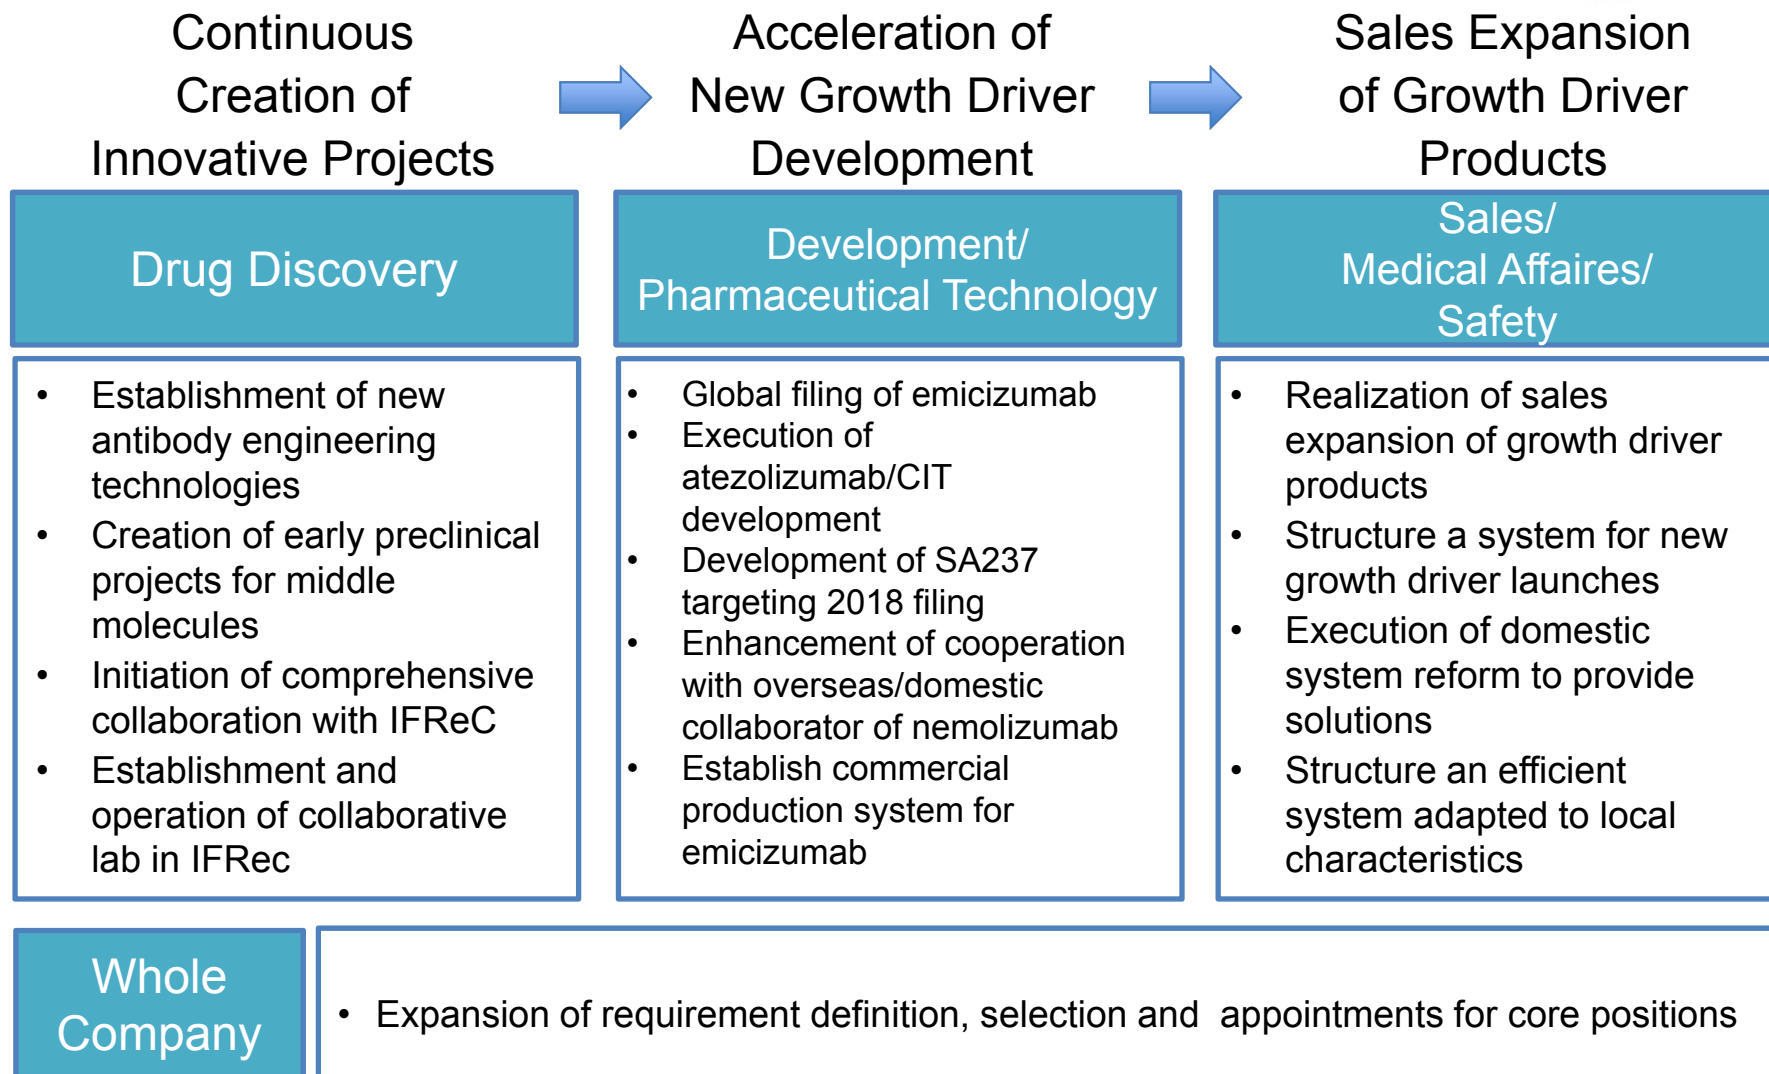 Continuous
Creation of
Innovative Projects
Acceleration of
New Growth Driver
Development
Sales Expansion
of Growth Driver
Products
Drug Discovery
Development/
Pharmaceutical Technology
Sales/
Medical Affaires/
Safety
• Establishment of new
antibody engineering
technologies
• Creation of early preclinical
projects for middle
molecules
• Initiation of comprehensive
collaboration with IFReC
• Establishment and
operation of collaborative
lab in IFRec
• Global filing of emicizumab
• Execution of
atezolizumab/CIT
development
• Development of SA237
targeting 2018 filing
• Enhancement of cooperation
with overseas/domestic
collaborator of nemolizumab
• Establish commercial
production system for
emicizumab
• Realization of sales
expansion of growth driver
products
• Structure a system for new
growth driver launches
• Execution of domestic
system reform to provide
solutions
• Structure an efficient
system adapted to local
characteristics
Whole
Company
• Expansion of requirement definition, selection and  appointments for core positions